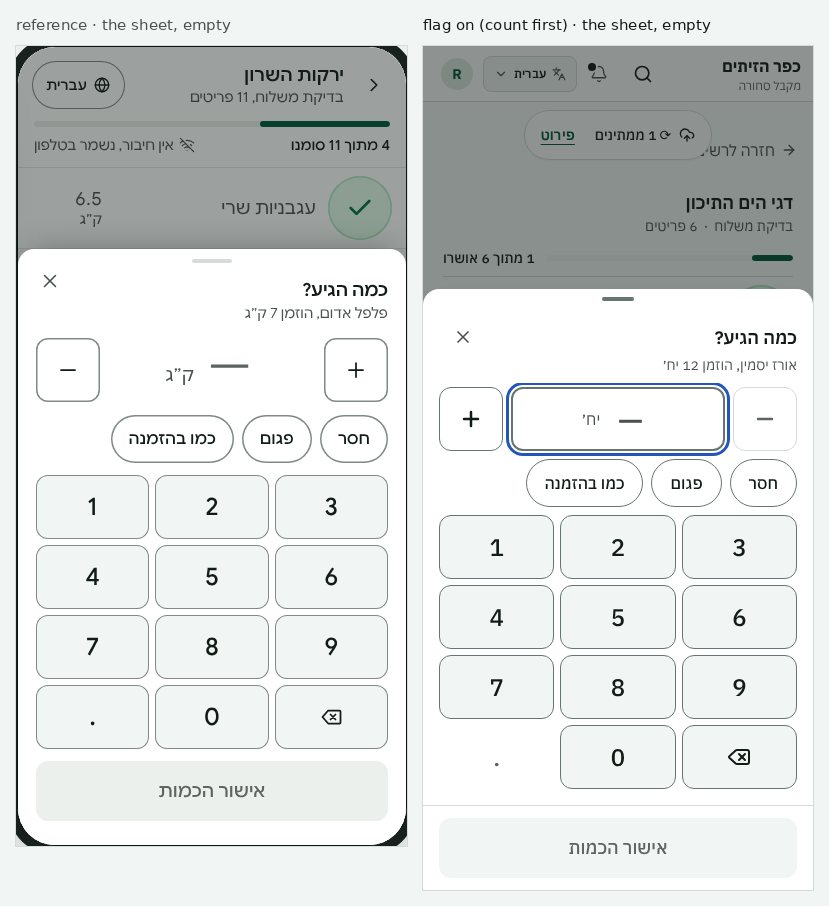 reference · the sheet, empty
ירקות השרון
עברית
בדיקת משלוח, 11 פריטים
4 מתוך 11 סומנו
אין חיבור, נשמר בטלפון
עגבניות שרי
6.5
ק"ג
כמה הגיע?
פלפל אדום, הוזמן 7 ק"ג
+
—
ק"ג
−
חסר
פגום
כמו בהזמנה
1 2 3
4 5 6
7 8 9
. 0
אישור הכמות
flag on (count first) · the sheet, empty
כפר הזיתים
מקבל סחורה
עברית
R
1 ממתינים
פירוט
חזרה לרשי
דגי הים התיכון
בדיקת משלוח · 6 פריטים
1 מתוך 6 אושרו
כמה הגיע?
אורז יסמין, הוזמן 12 יח'
−
—
יח'
+
חסר
פגום
כמו בהזמנה
1 2 3
4 5 6
7 8 9
. 0
אישור הכמות